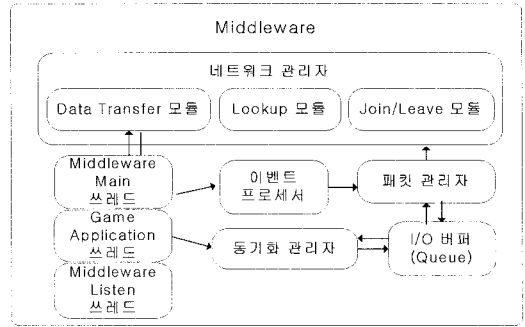 Middleware
네트워크 관리자
Data Transfer 모듈
Lookup 모듈
Join/Leave 모듈
Middleware
Main
쓰레드
이벤트
프로세서
패킷 관리자
Game
Application
쓰레드
동기화 관리자
I/O 버퍼
(Queue)
Middleware
Listen
쓰레드